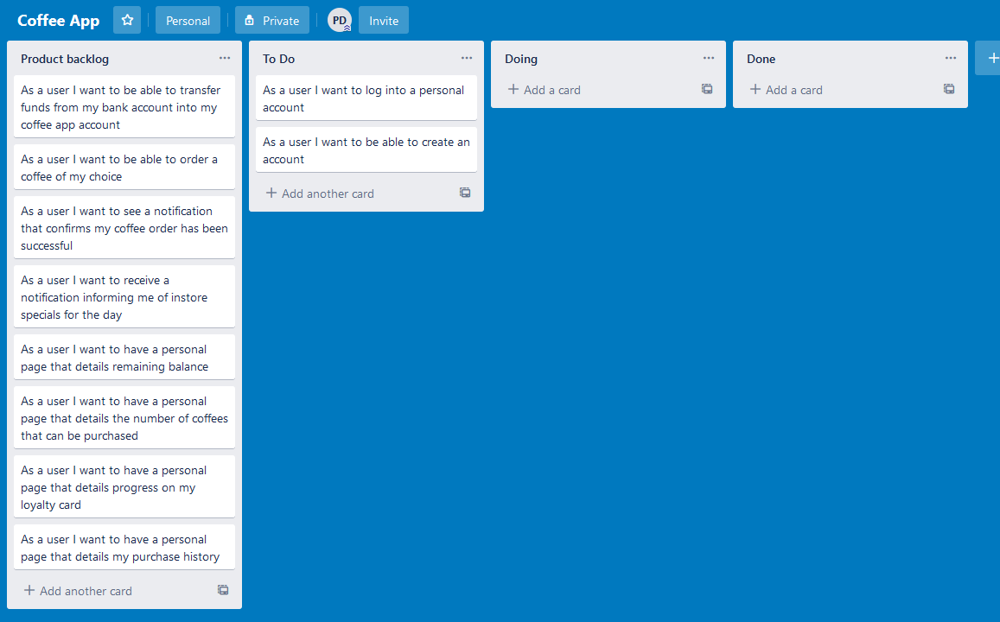 Coffee App
Personal
Private
PD
Invite
Product backlog
As a user I want to be able to transfer
funds from my bank account into my
coffee app account
As a user I want to be able to order a
coffee of my choice
As a user I want to see a notification
that confirms my coffee order has been
successful
As a user I want to receive a
notification informing me of instore
specials for the day
As a user I want to have a personal
page that details remaining balance
As a user I want to have a personal
page that details the number of coffees
that can be purchased
As a user I want to have a personal
page that details progress on my
loyalty card
As a user I want to have a personal
page that details my purchase history
+ Add another card
To Do
As a user I want to log into a personal
account
As a user I want to be able to create an
account
+ Add another card
Doing
+ Add a card
Done
+ Add a card